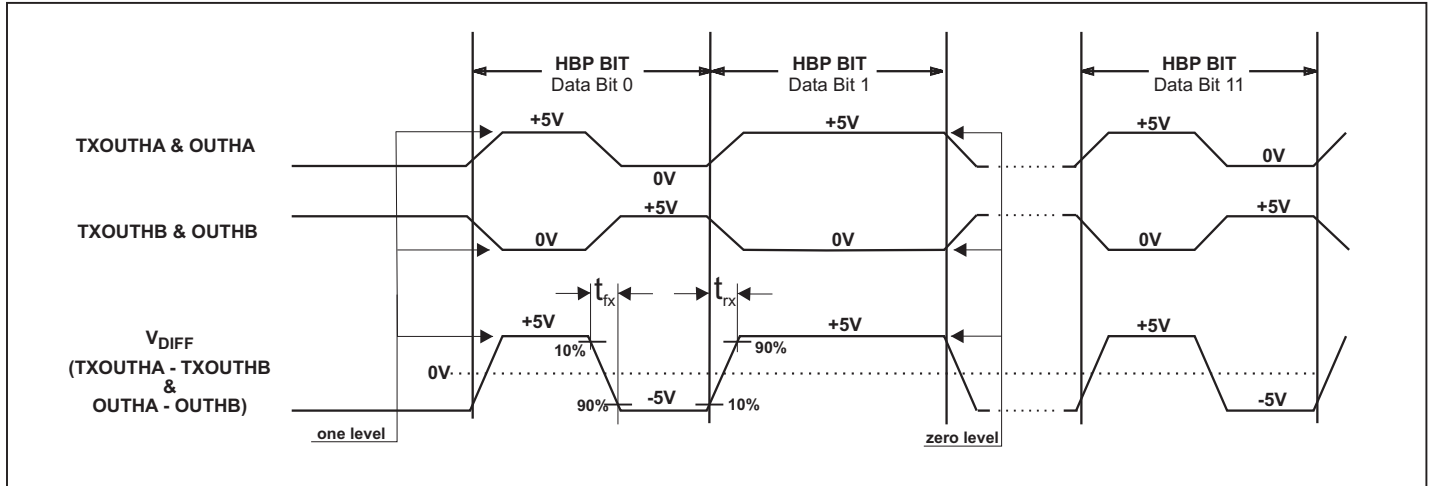 HBP BIT
Data Bit 0
HBP BIT
Data Bit 1
HBP BIT
Data Bit 11
TXOUTHA & OUTHA
+5V
0V
+5V
+5V
0V
TXOUTHB & OUTHB
0V
+5V
0V
0V
+5V
tfx
trx
VDIFF
(TXOUTHA - TXOUTHB
&
OUTHA - OUTHB)
0V
+5V
10%
90%
-5V
+5V
90%
10%
+5V
-5V
one level
zero level